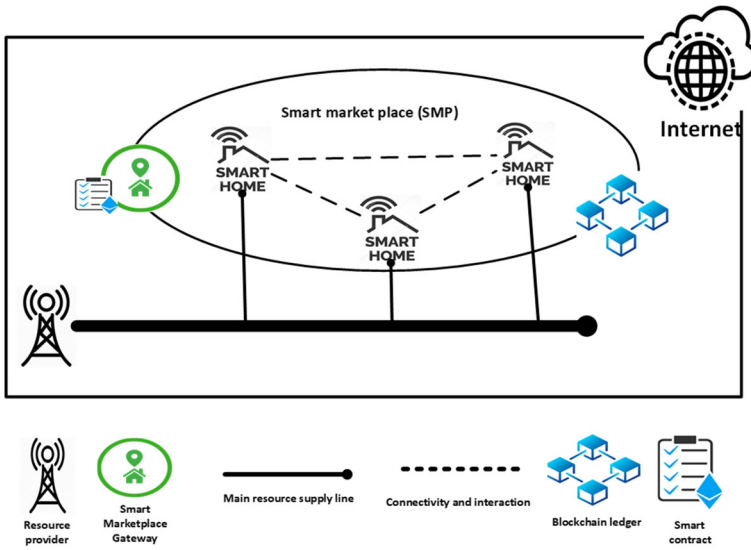 Internet
Smart market place (SMP)
SMART
HOME
SMART
HOME
SMART
HOME
Resource
provider
Smart
Marketplace
Gateway
Main resource supply line
Connectivity and interaction
Blockchain ledger
Smart
contract